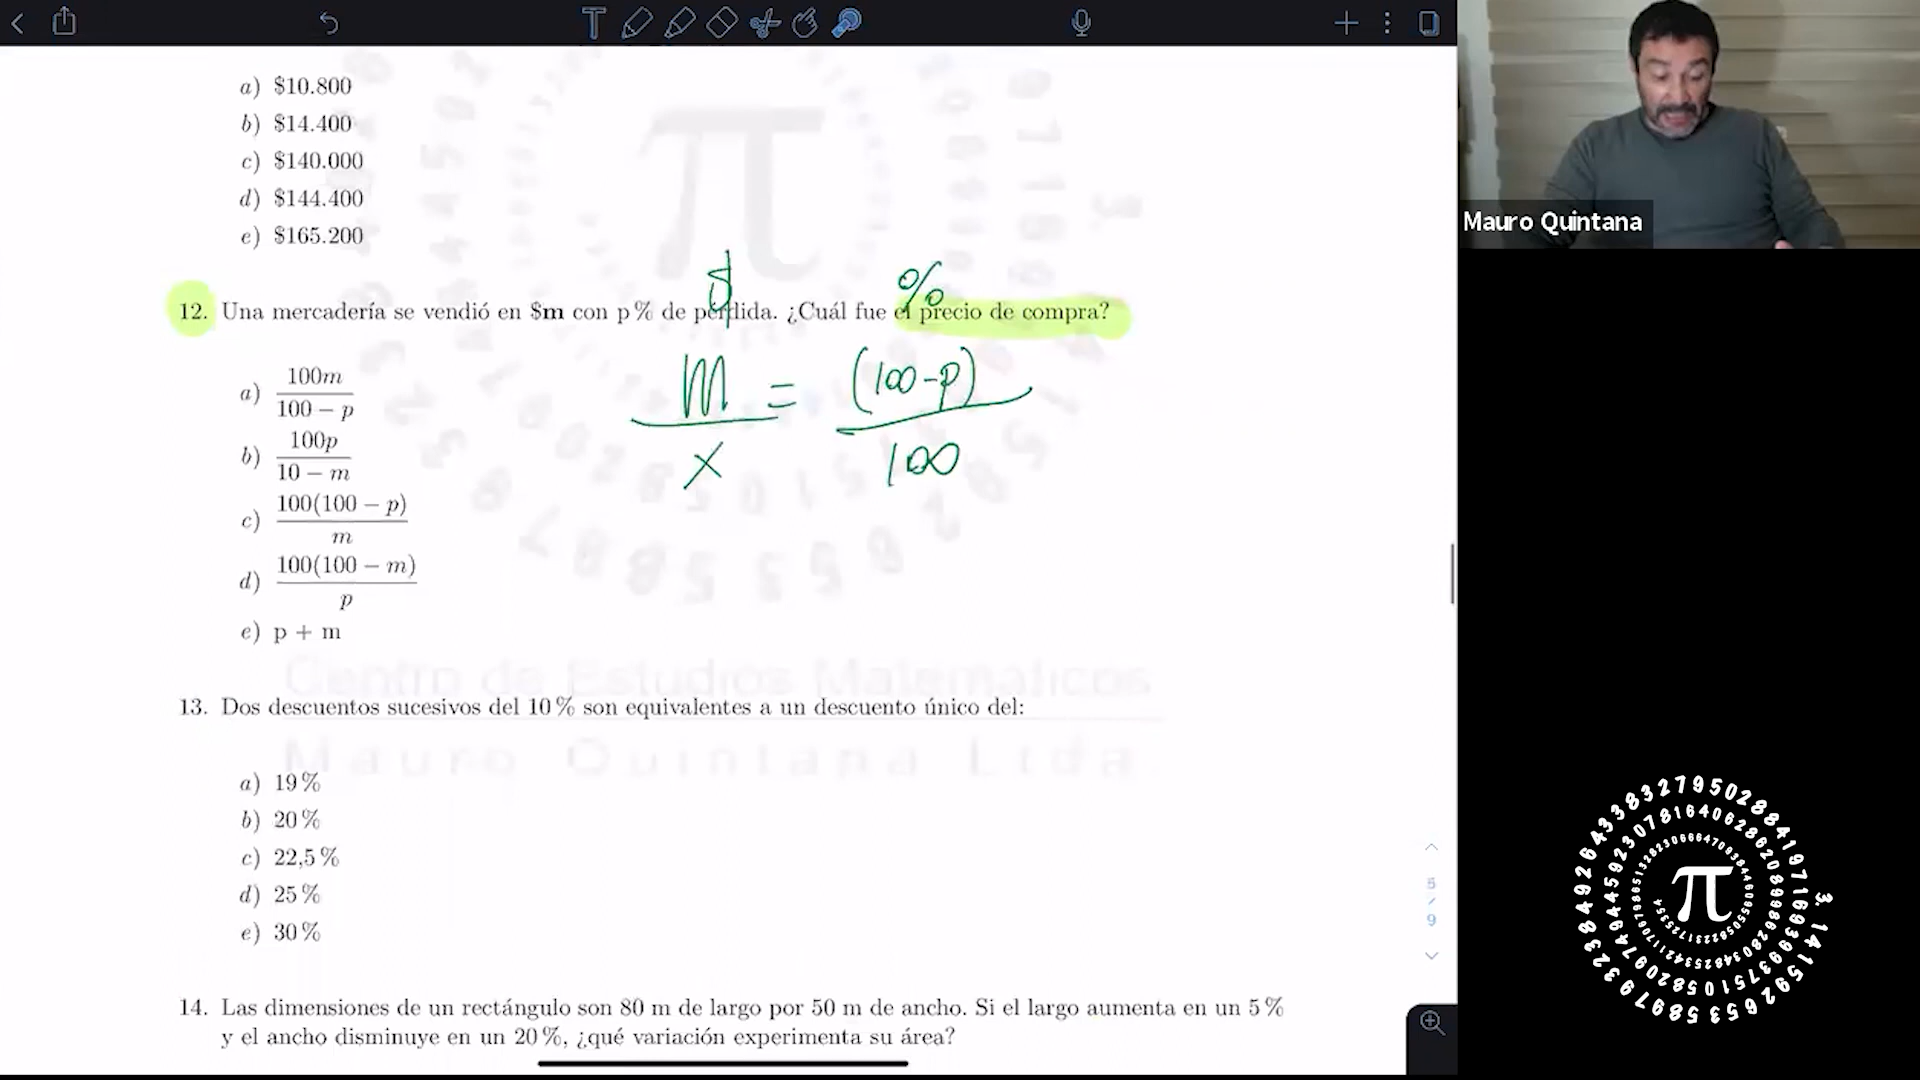 a) $10.800
b) $14.400
c) $140.000
d) $144.400
e) $165.200
12. Una mercadería se vendió en $m con p% de pérdida. ¿Cuál fue el precio de compra?
$ %
m/x = (100-p)/100
a) 100m/(100 − p)
b) 100p/(10 − m)
c) 100(100 − p)/m
d) 100(100 − m)/p
e) p + m
Centro de Estudios Matemáticos
13. Dos descuentos sucesivos del 10% son equivalentes a un descuento único del:
Mauro Quintana Ltda.
a) 19%
b) 20%
c) 22,5%
d) 25%
e) 30%
14. Las dimensiones de un rectángulo son 80 m de largo por 50 m de ancho. Si el largo aumenta en un 5%
y el ancho disminuye en un 20%, ¿qué variación experimenta su área?
5
/
9
Mauro Quintana
π